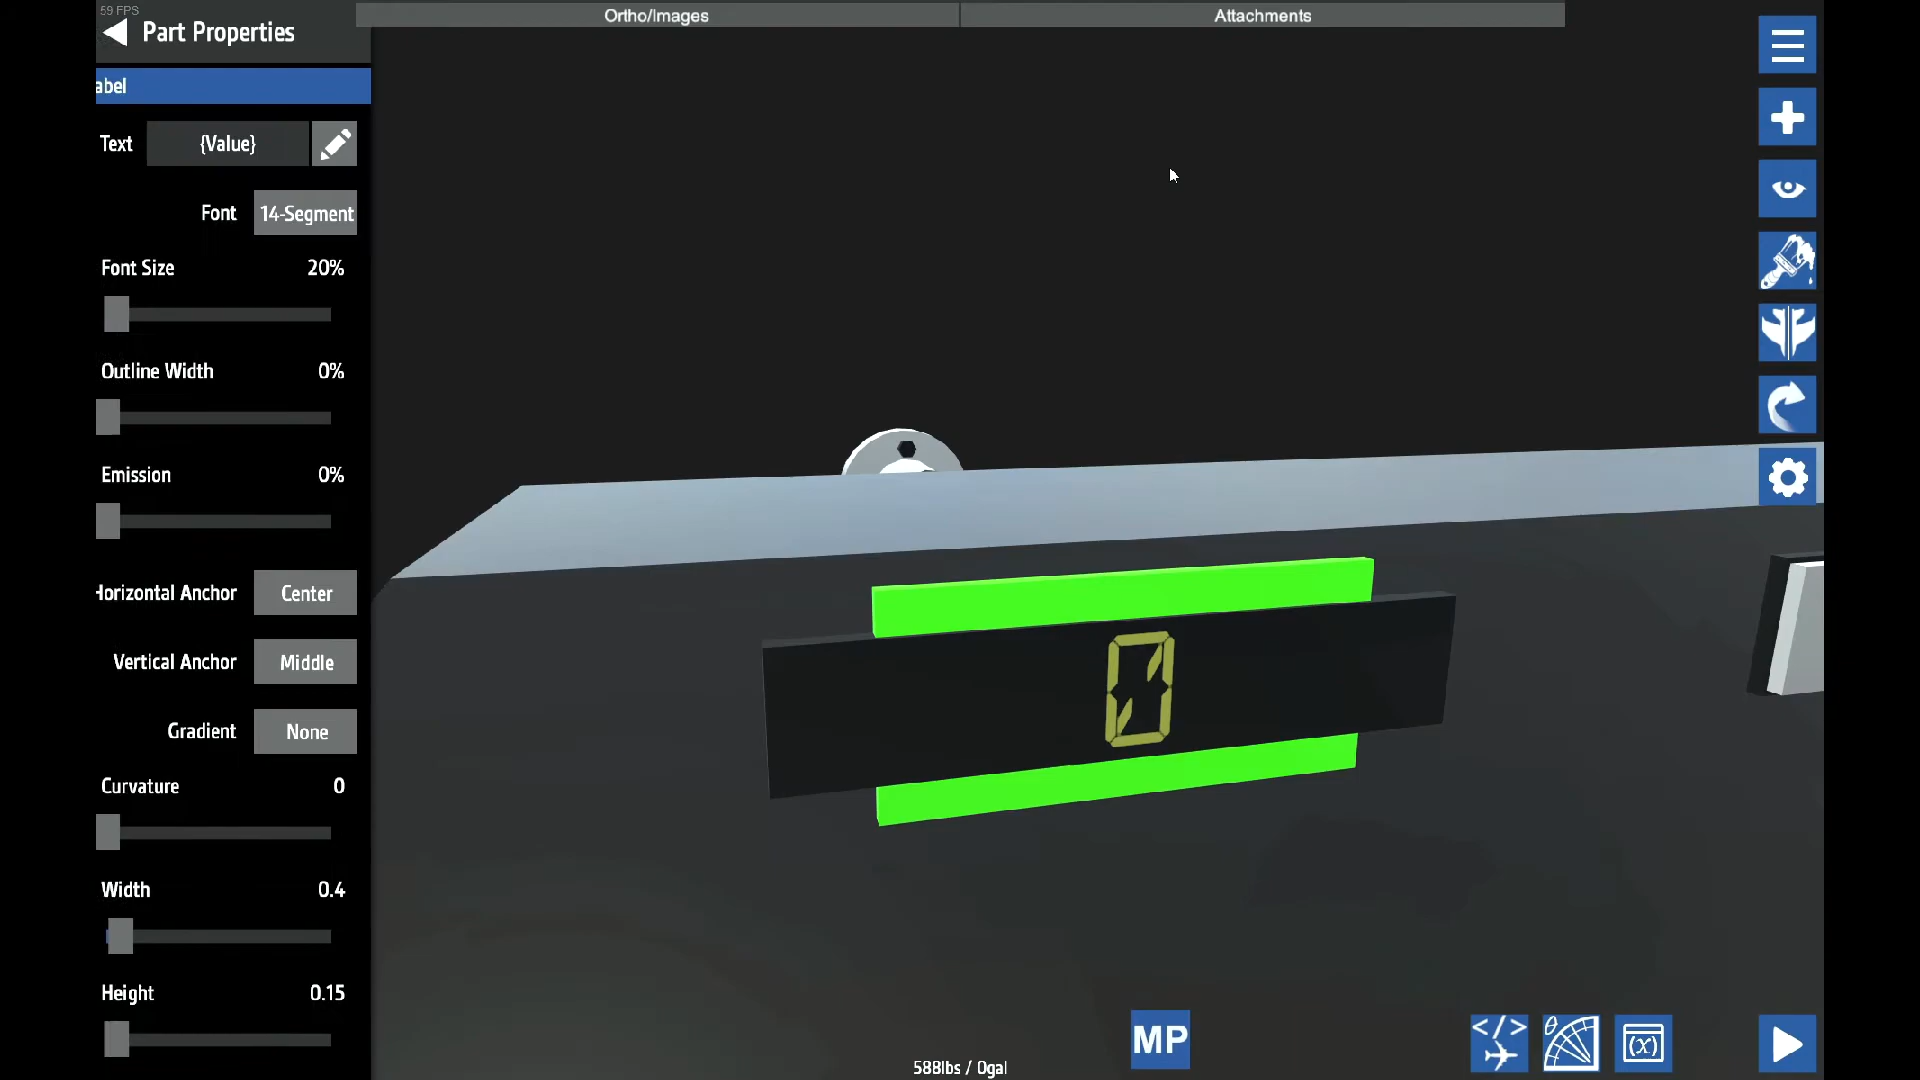 59 FPS
Part Properties
Ortho/Images
Attachments
abel
Text
{Value}
Font
14-Segment
Font Size
20%
Outline Width
0%
Emission
0%
Horizontal Anchor
Center
Vertical Anchor
Middle
Gradient
None
Curvature
0
Width
0.4
Height
0.15
0
MP
588lbs / 0gal
</>
θ
(x)